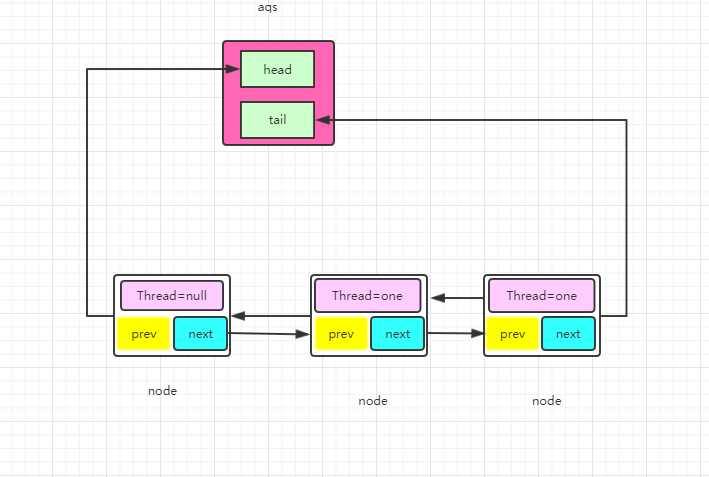 aqs
head
tail
Thread=null
prev
next
node
Thread=one
prev
next
node
Thread=one
prev
next
node